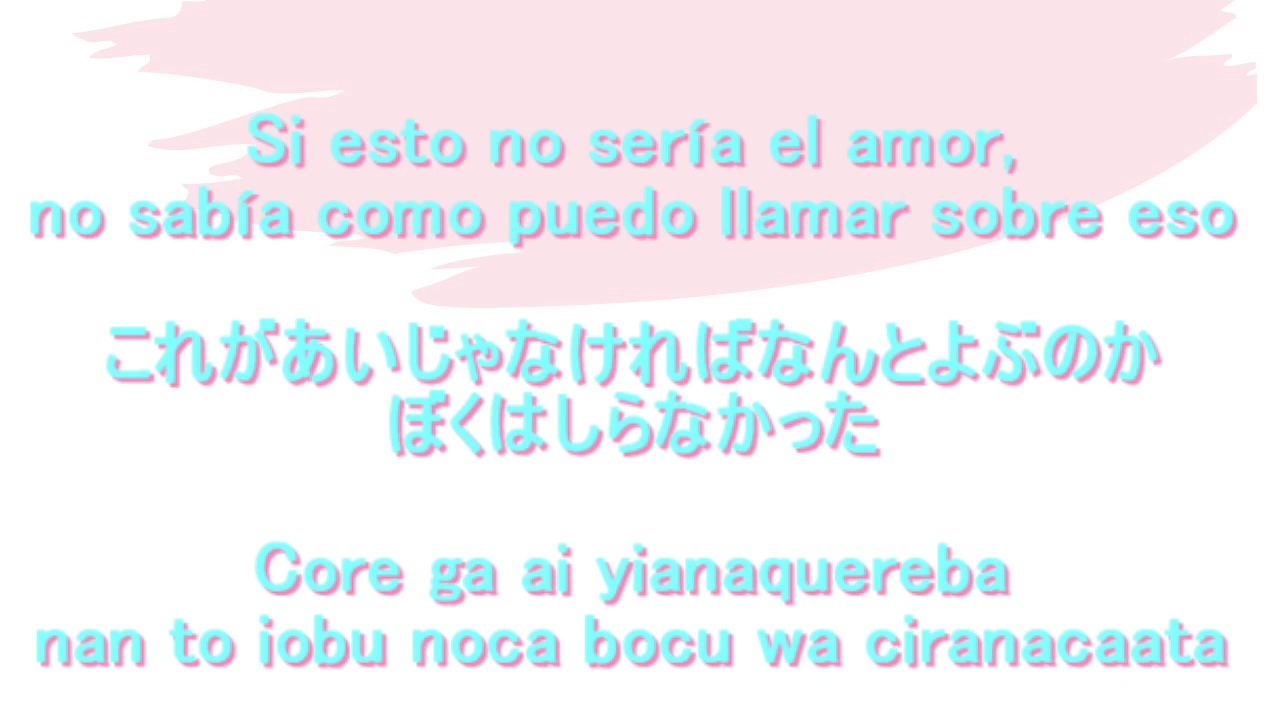 Si esto no sería el amor,
no sabía como puedo llamar sobre eso
これがあいじゃなければなんとよぶのか
ぼくはしらなかった
Core ga ai yianaquereba
nan to iobu noca bocu wa ciranacaata